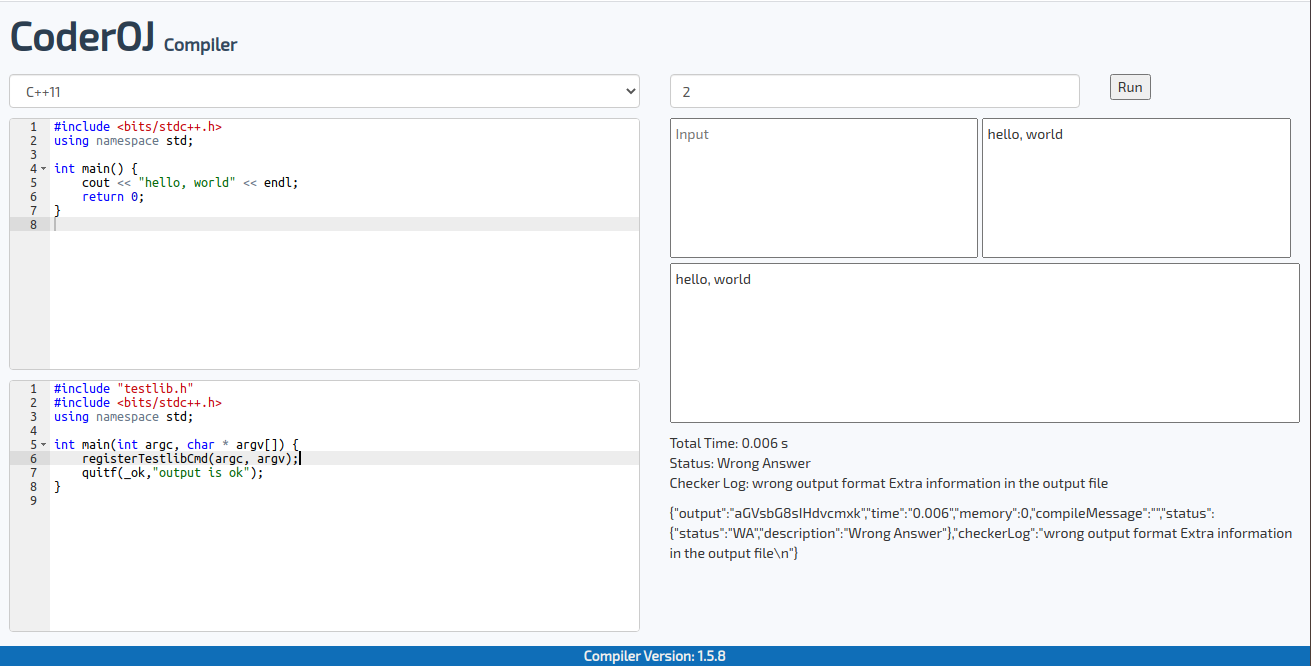 CoderOJ Compiler
C++11
2
Run
1 #include <bits/stdc++.h>
2 using namespace std;
3
4 int main() {
5     cout << "hello, world" << endl;
6     return 0;
7 }
8
Input
hello, world
hello, world
1 #include "testlib.h"
2 #include <bits/stdc++.h>
3 using namespace std;
4
5 int main(int argc, char * argv[]) {
6     registerTestlibCmd(argc, argv);
7     quitf(_ok,"output is ok");
8 }
9
Total Time: 0.006 s
Status: Wrong Answer
Checker Log: wrong output format Extra information in the output file
{"output":"aGVsbG8sIHdvcmxk","time":"0.006","memory":0,"compileMessage":"","status":
{"status":"WA","description":"Wrong Answer"},"checkerLog":"wrong output format Extra information
in the output file\n"}
Compiler Version: 1.5.8